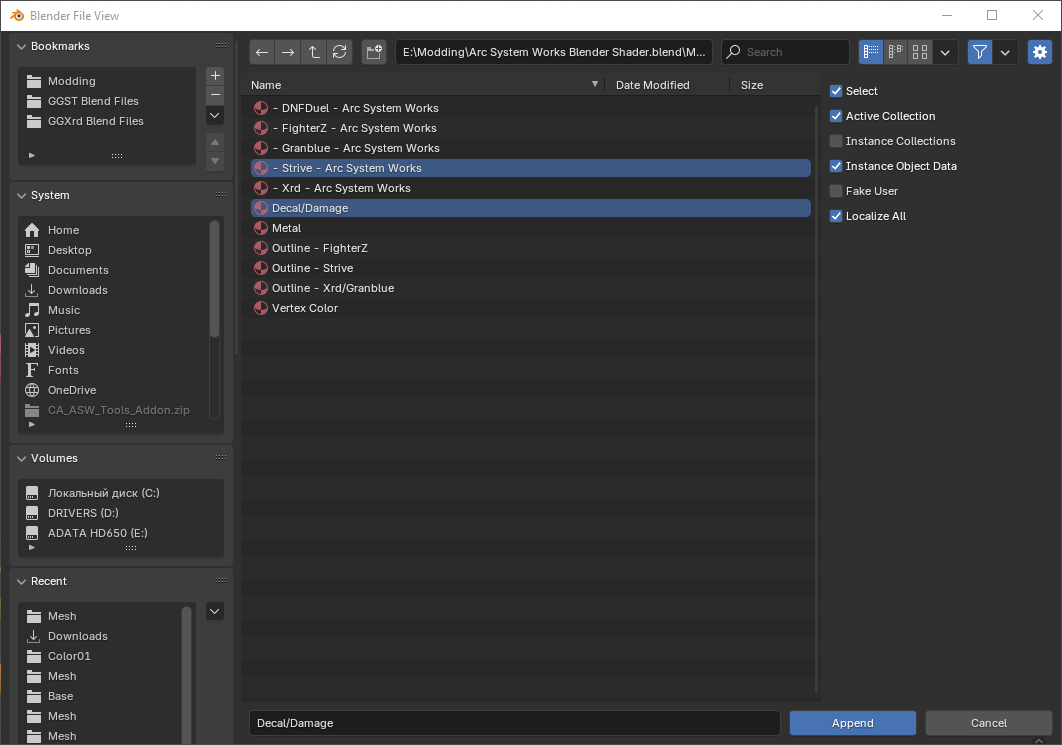 Blender File View
Bookmarks
Modding
GGST Blend Files
GGXrd Blend Files
System
Home
Desktop
Documents
Downloads
Music
Pictures
Videos
Fonts
OneDrive
CA_ASW_Tools_Addon.zip
Volumes
Локальный диск (C:)
DRIVERS (D:)
ADATA HD650 (E:)
Recent
Mesh
Downloads
Color01
Mesh
Base
Mesh
Mesh
E:\Modding\Arc System Works Blender Shader.blend\M...
Search
Name Date Modified Size
- DNFDuel - Arc System Works
- FighterZ - Arc System Works
- Granblue - Arc System Works
- Strive - Arc System Works
- Xrd - Arc System Works
Decal/Damage
Metal
Outline - FighterZ
Outline - Strive
Outline - Xrd/Granblue
Vertex Color
Select
Active Collection
Instance Collections
Instance Object Data
Fake User
Localize All
Decal/Damage
Append
Cancel